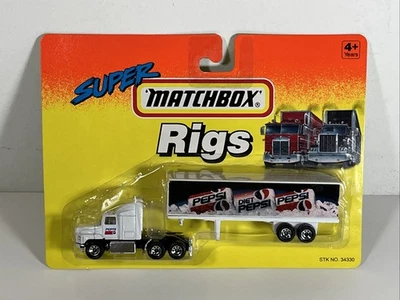 4+
Years
SUPER
MATCHBOX®
Rigs
PEPSI DIET PEPSI PEPSI
STK NO. 34330